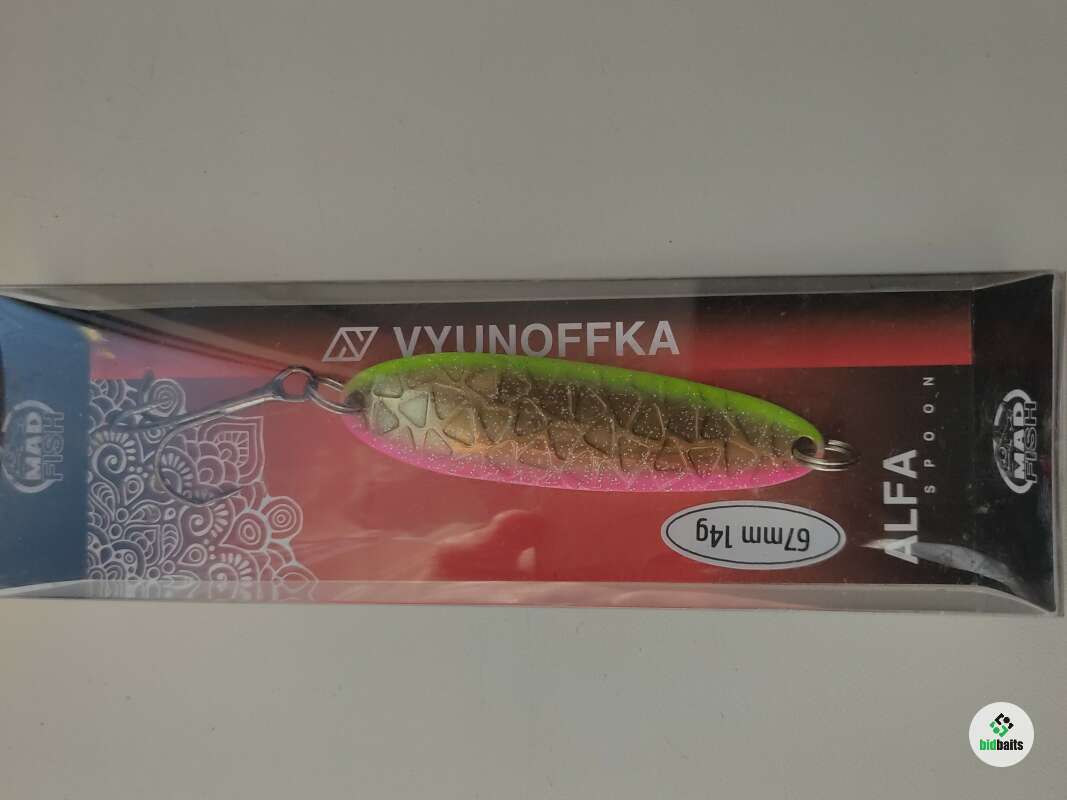 VYUNOFFKA
MAD
FISH
67mm 14g
ALFA
SPOON
MAD
FISH
bidbaits